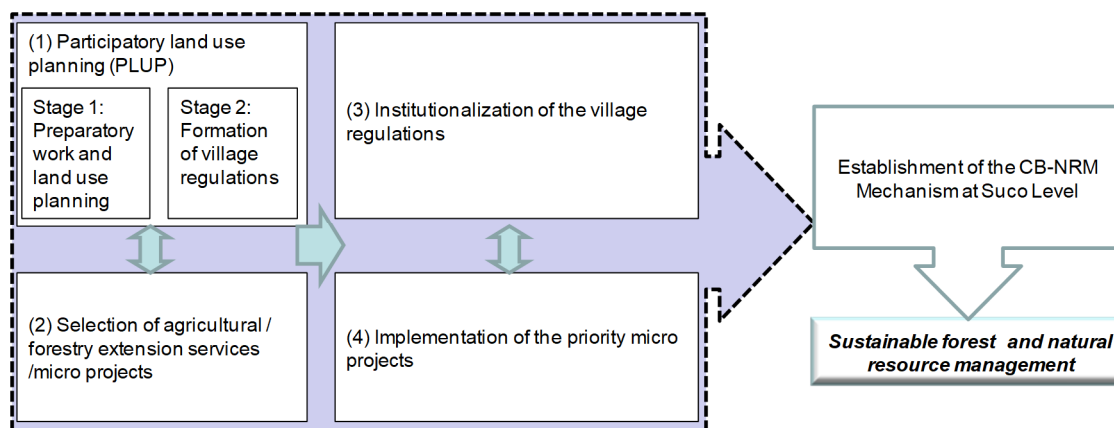 (1) Participatory land use
planning (PLUP)
Stage 1:
Preparatory
work and
land use
planning
Stage 2:
Formation
of village
regulations
(2) Selection of agricultural /
forestry extension services
/micro projects
(3) Institutionalization of the village
regulations
(4) Implementation of the priority micro
projects
Establishment of the CB-NRM
Mechanism at Suco Level
Sustainable forest and natural
resource management